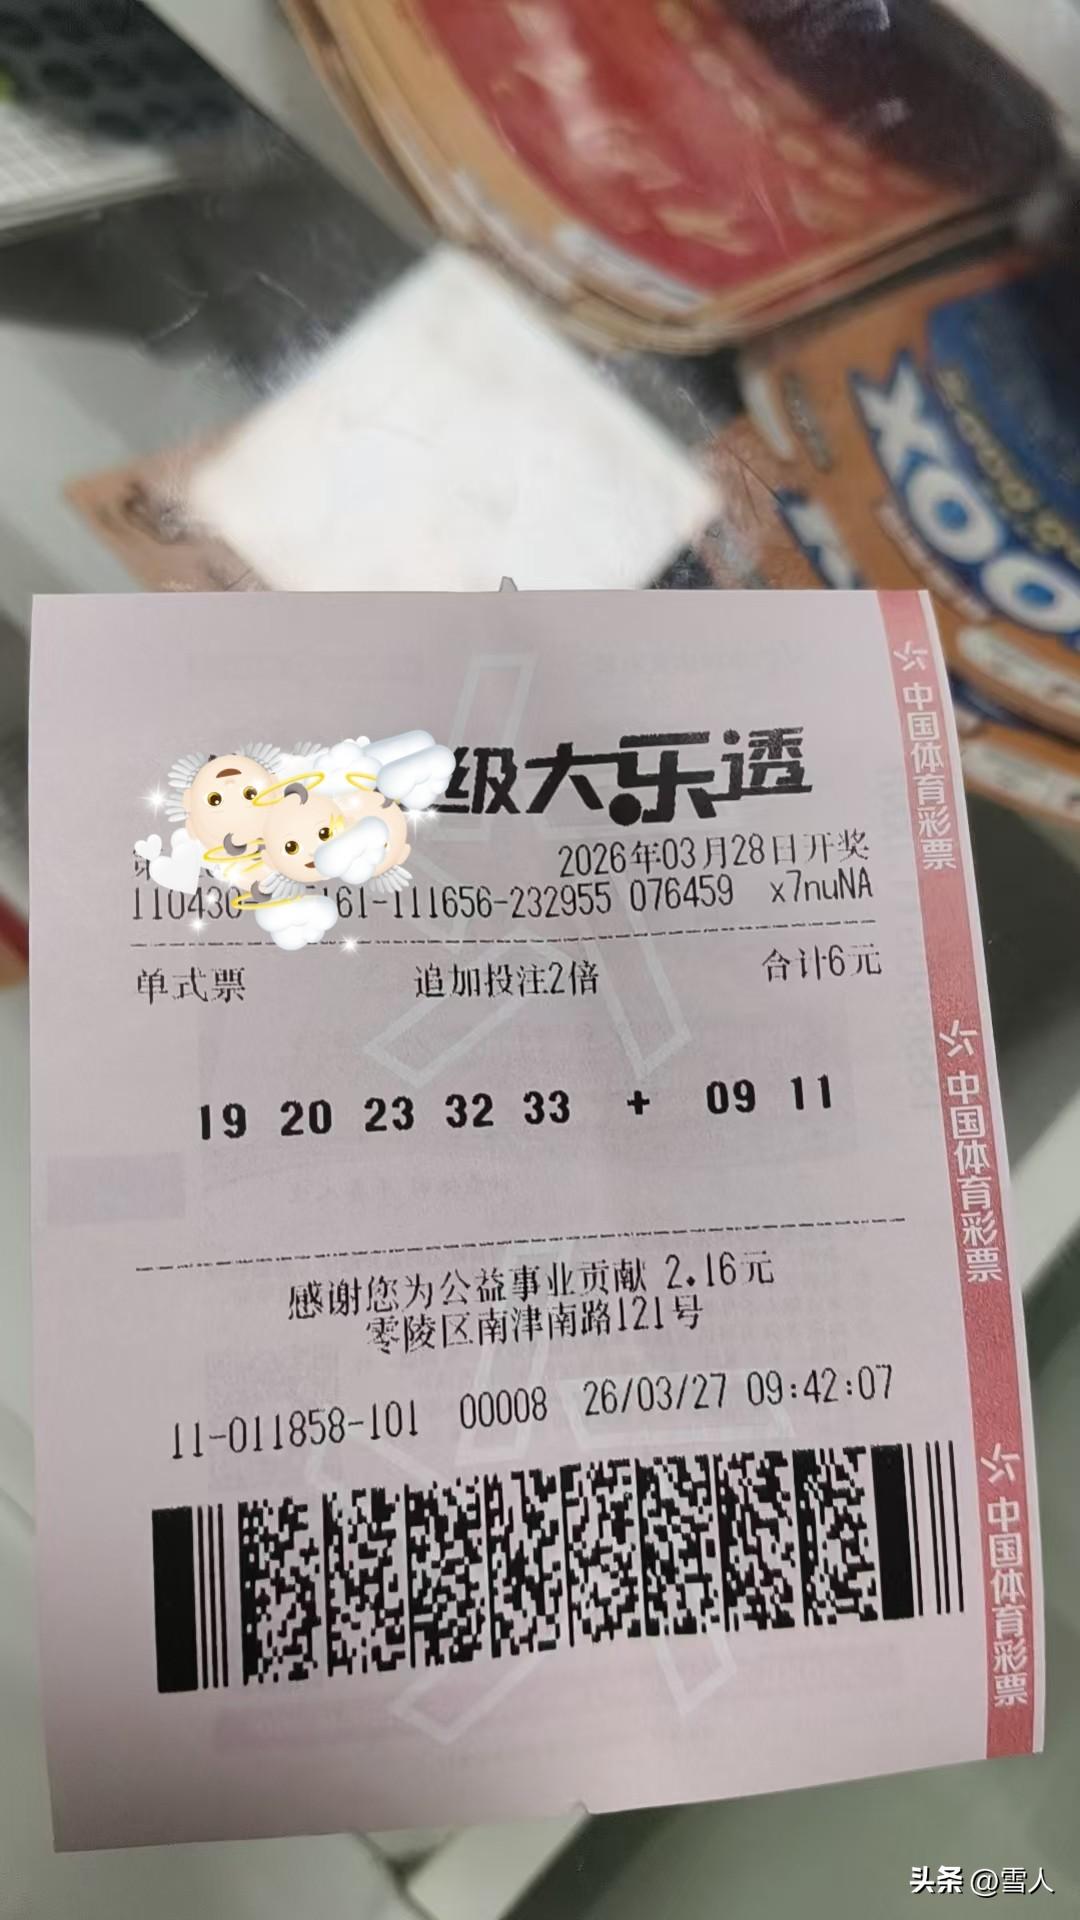 级大乐透
2026年03月28日开奖
110430 61-111656-232955 076459 x7nuNA
单式票 追加投注2倍 合计6元
19 20 23 32 33 + 09 11
感谢您为公益事业贡献 2.16元
零陵区南津南路121号
11-011858-101 00008 26/03/27 09:42:07
中国体育彩票
中国体育彩票
中国体育彩票
XOO
头条 @雪人